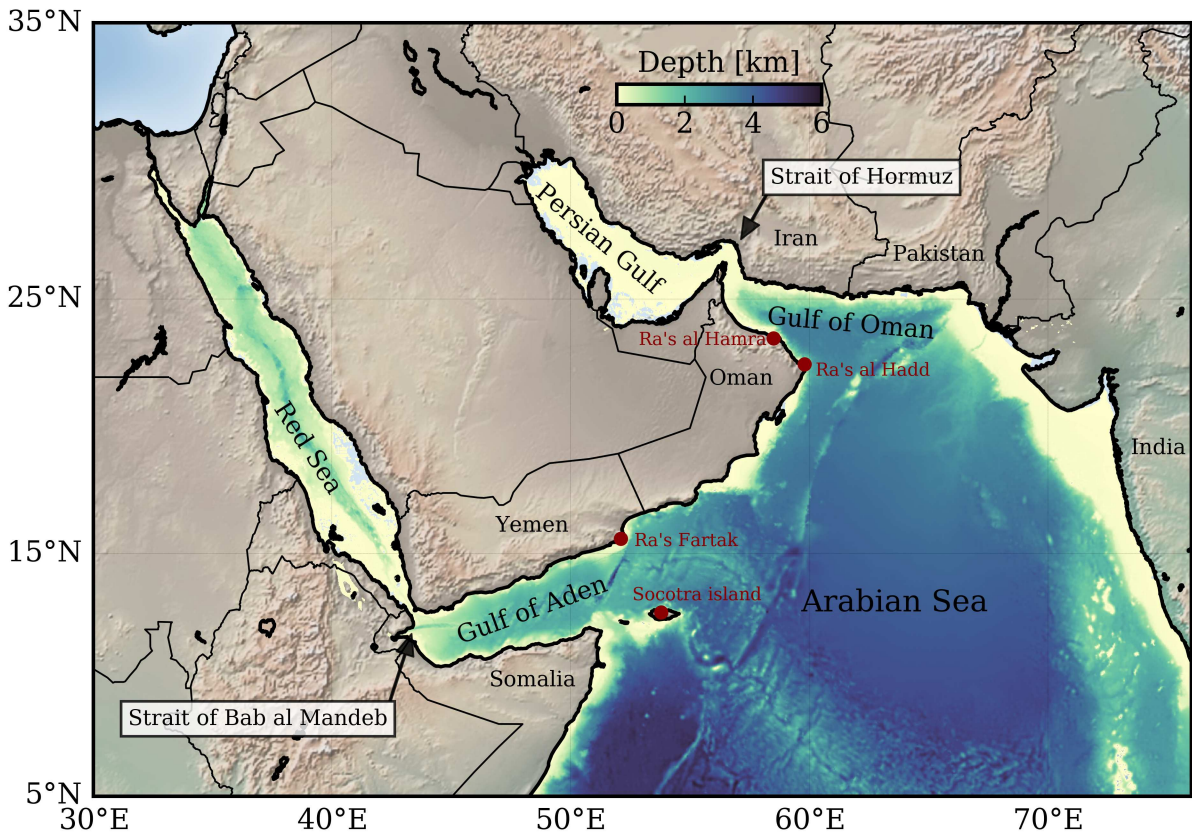 35°N
Depth [km]
0 2 4 6
Strait of Hormuz
Persian Gulf
Iran
Pakistan
25°N
Gulf of Oman
Ra's al Hamra
Ra's al Hadd
Oman
Red Sea
India
Yemen
Ra's Fartak
15°N
Socotra island
Gulf of Aden
Arabian Sea
Somalia
Strait of Bab al Mandeb
5°N
30°E 40°E 50°E 60°E 70°E